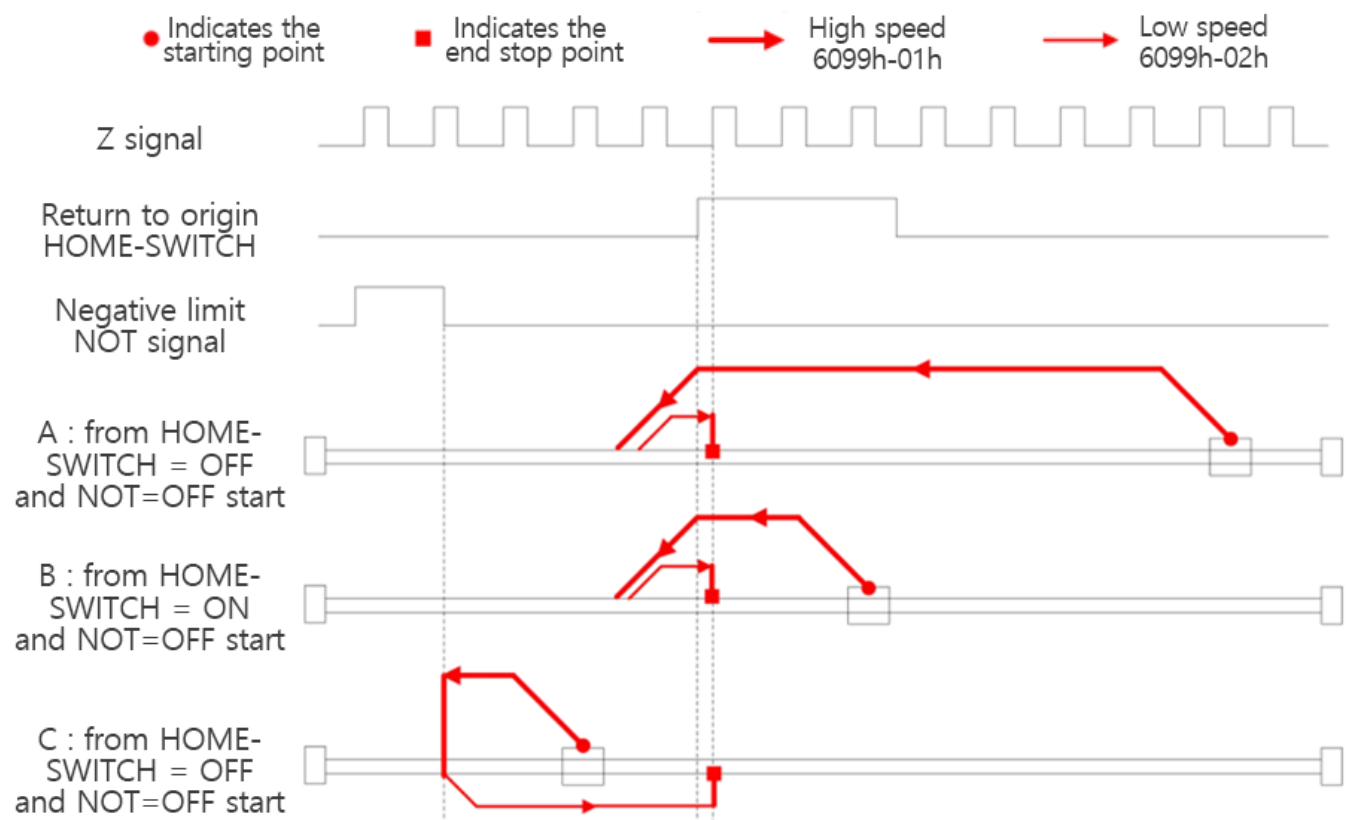 Indicates the
starting point
Indicates the
end stop point
High speed
6099h-01h
Low speed
6099h-02h
Z signal
Return to origin
HOME-SWITCH
Negative limit
NOT signal
A : from HOME-
SWITCH = OFF
and NOT=OFF start
B : from HOME-
SWITCH = ON
and NOT=OFF start
C : from HOME-
SWITCH = OFF
and NOT=OFF start